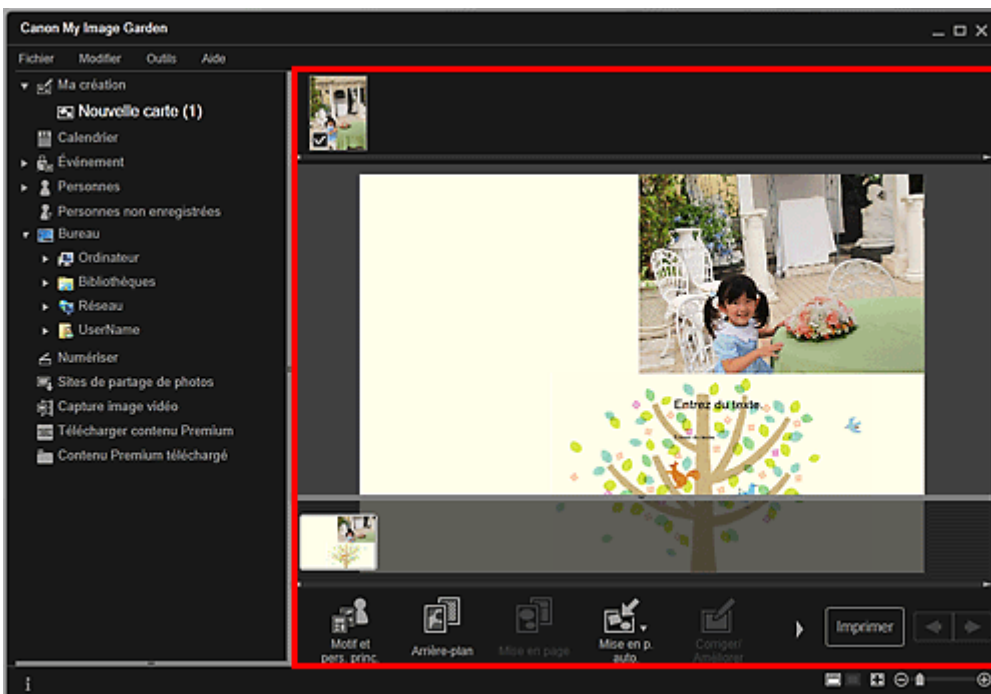 Canon My Image Garden
Fichier Modifier Outils Aide
Ma création
Nouvelle carte (1)
Calendrier
Événement
Personnes
Personnes non enregistrées
Bureau
Ordinateur
Bibliothèques
Réseau
UserName
Numériser
Sites de partage de photos
Capture image vidéo
Télécharger contenu Premium
Contenu Premium téléchargé
Entrez du texte
Motif et
pers. princ.
Arrière-plan
Mise en page
Mise en p.
auto.
Corriger/
Améliorer
Imprimer